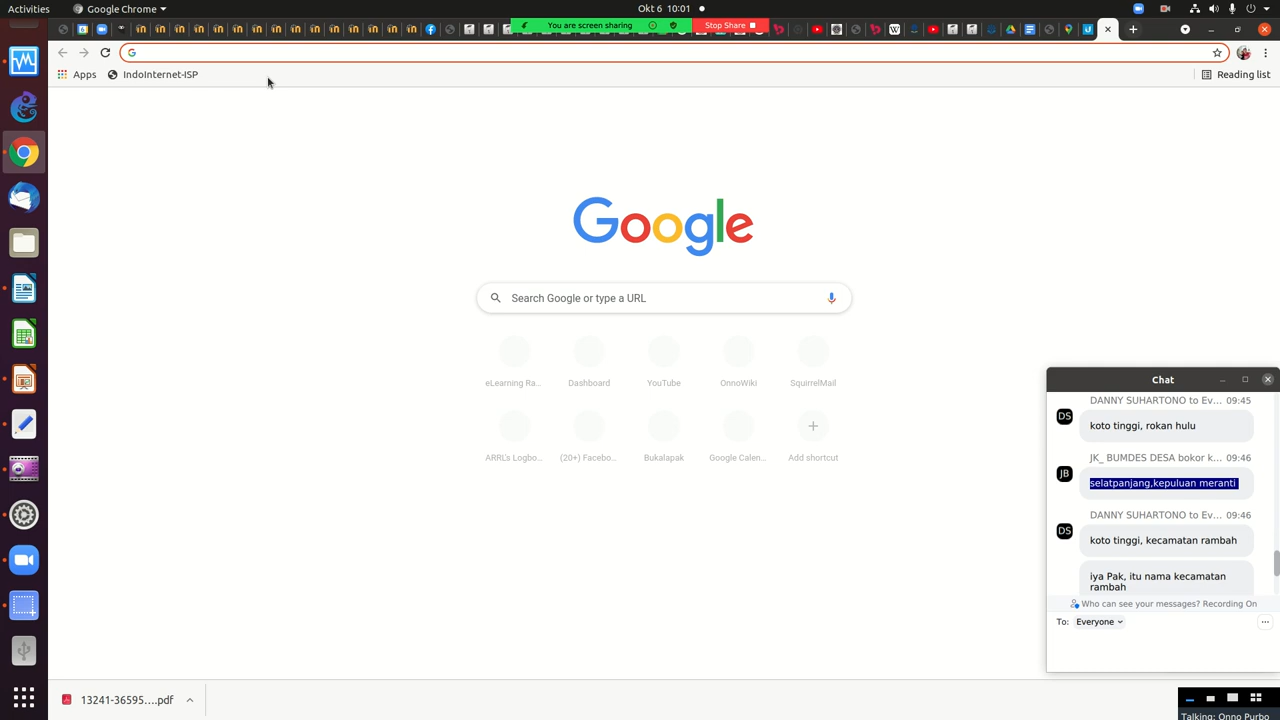 Activities
Google Chrome
Okt 6 10:01
You are screen sharing
Stop Share
Apps
IndoInternet-ISP
Reading list
Google
Search Google or type a URL
eLearning Ra...
Dashboard
YouTube
OnnoWiki
SquirrelMail
ARRL's Logbo...
(20+) Facebo...
Bukalapak
Google Calen...
Add shortcut
Chat
DANNY SUHARTONO to Ev... 09:45
DS
koto tinggi, rokan hulu
JK_ BUMDES DESA bokor k... 09:46
JB
selatpanjang,kepuluan meranti
DANNY SUHARTONO to Ev... 09:46
DS
koto tinggi, kecamatan rambah
iya Pak, itu nama kecamatan
rambah
Who can see your messages? Recording On
To: Everyone
13241-36595....pdf
Talking: Onno Purbo